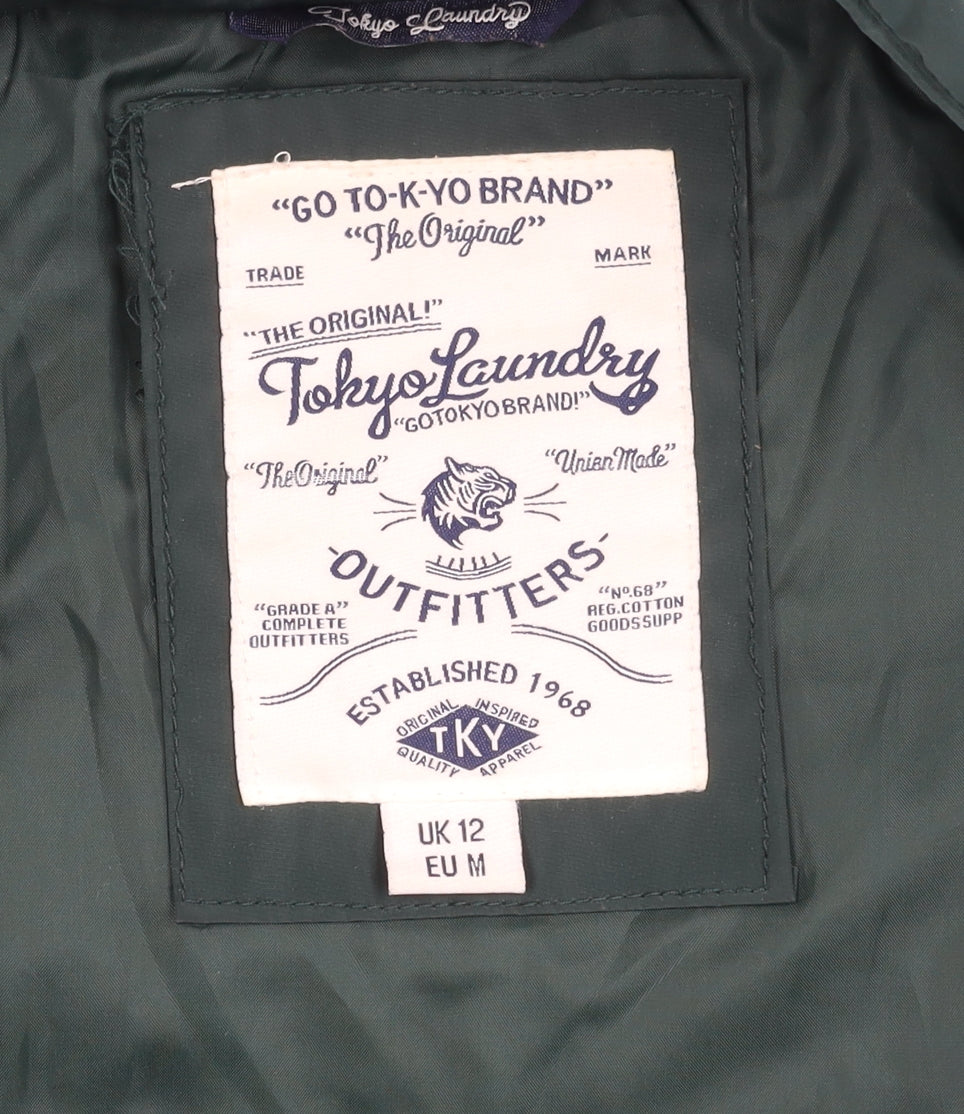 Tokyo Laundry
“GO TO-K-YO BRAND”
“The Original”
TRADE MARK
“THE ORIGINAL!”
Tokyo Laundry
“GOTOKYO BRAND!”
“The Original” “Union Made”
-OUTFITTERS-
“GRADE A”
COMPLETE
OUTFITTERS
“Nº.68”
REG.COTTON
GOODS SUPP
ESTABLISHED 1968
ORIGINAL INSPIRED
TKY
QUALITY APPAREL
UK 12
EU M